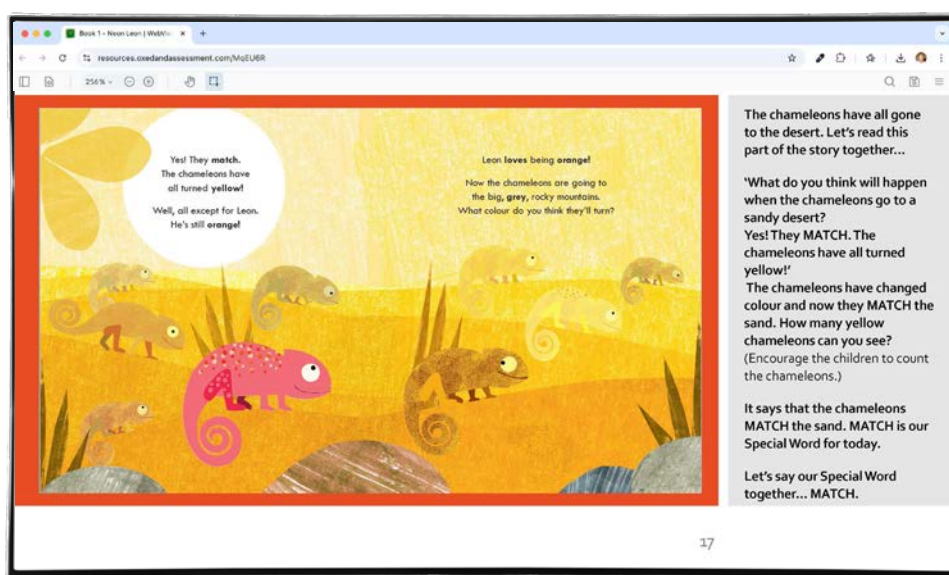 Book 1 - Neon Leon | WebVi
resources.oxedandassessment.com/MqEU6R
256%
Yes! They match.
The chameleons have
all turned yellow!
Well, all except for Leon.
He's still orange!
Leon loves being orange!
Now the chameleons are going to
the big, grey, rocky mountains.
What colour do you think they'll turn?
The chameleons have all gone
to the desert. Let's read this
part of the story together...
'What do you think will happen
when the chameleons go to a
sandy desert?
Yes! They MATCH. The
chameleons have all turned
yellow!'
The chameleons have changed
colour and now they MATCH the
sand. How many yellow
chameleons can you see?
(Encourage the children to count
the chameleons.)
It says that the chameleons
MATCH the sand. MATCH is our
Special Word for today.
Let's say our Special Word
together... MATCH.
17